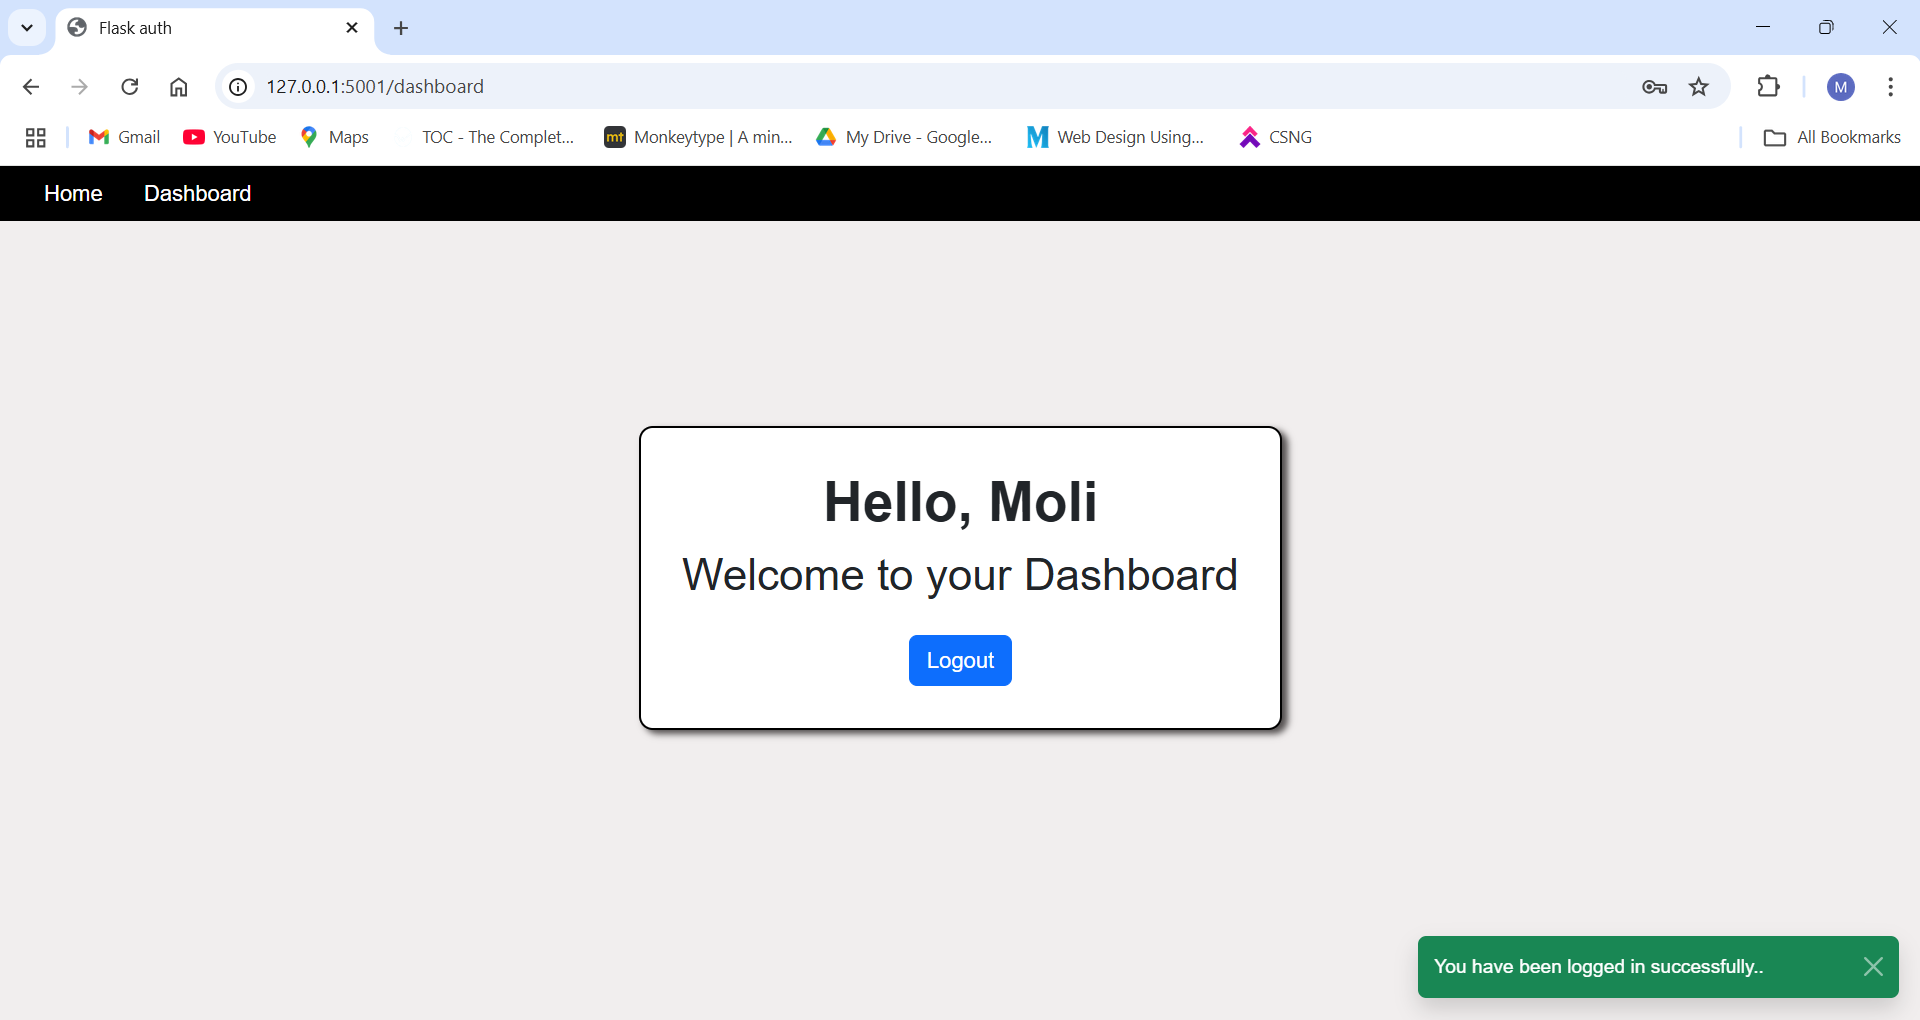 Flask auth
127.0.0.1:5001/dashboard
M
Gmail
YouTube
Maps
TOC - The Complet...
mt
Monkeytype | A min...
My Drive - Google...
Web Design Using...
CSNG
All Bookmarks
Home
Dashboard
Hello, Moli
Welcome to your Dashboard
Logout
You have been logged in successfully..